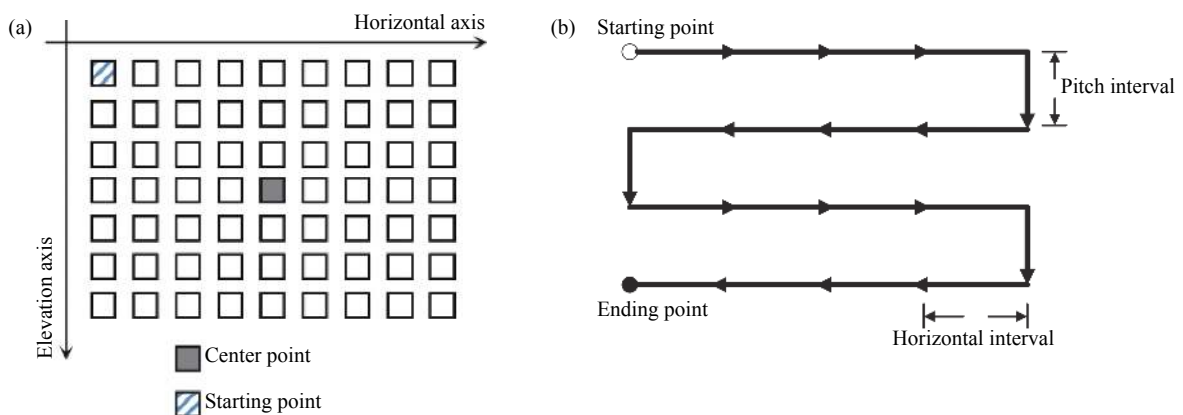 (a)
Horizontal axis
Elevation axis
Center point
Starting point
(b)
Starting point
Pitch interval
Ending point
Horizontal interval